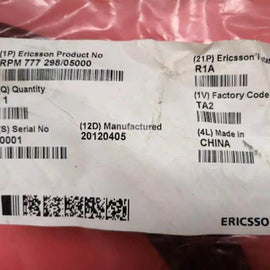 (1P) Ericsson Product No
RPM 777 298/05000
(21P) Ericsson
R1A
(Q) Quantity
1
(1V) Factory Code
TA2
(S) Serial No
0001
(12D) Manufactured
20120405
(4L) Made in
CHINA
ERICSSO